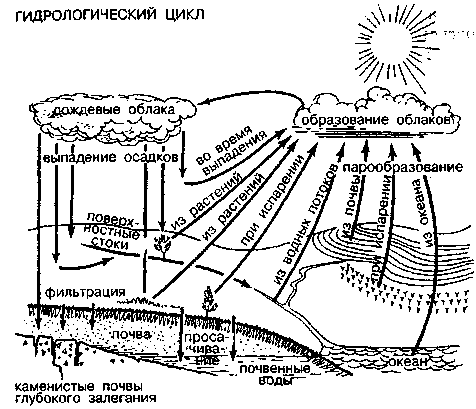 ГИДРОЛОГИЧЕСКИЙ ЦИКЛ
дождевые облака
образование облаков
выпадение осадков
во время
выпадения
парообразование
из растений
из растений
при испарении
из водных потоков
из почвы
при испарении
из океана
поверх-
ностные
стоки
фильтрация
почва
проса-
чива-
ние
почвенные
воды
океан
каменистые почвы
глубокого залегания